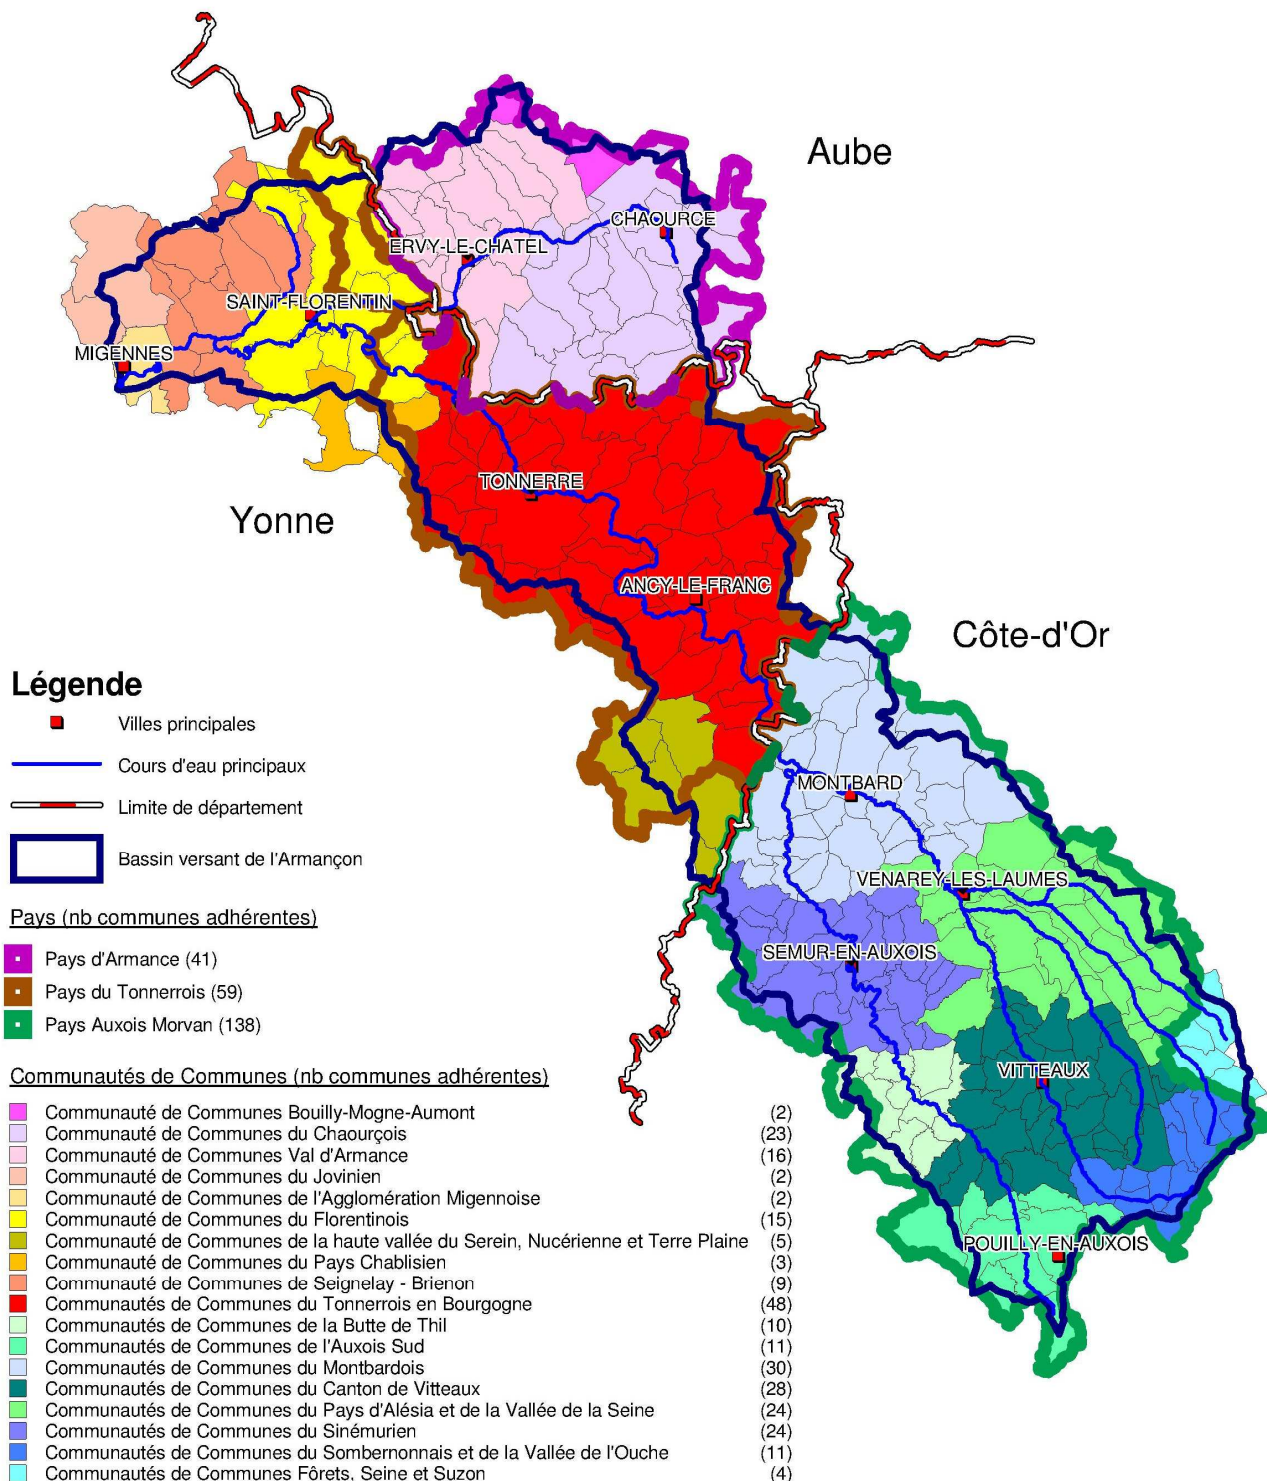 Aube
CHAOURCE
ERVY-LE-CHATEL
SAINT-FLORENTIN
MIGENNES
TONNERRE
Yonne
ANCY-LE-FRANC
Côte-d'Or
MONTBARD
VENAREY-LES-LAUMES
SEMUR-EN-AUXOIS
VITTEAUX
POUILLY-EN-AUXOIS
Légende
Villes principales
Cours d'eau principaux
Limite de département
Bassin versant de l'Armançon
Pays (nb communes adhérentes)
Pays d'Armance (41)
Pays du Tonnerrois (59)
Pays Auxois Morvan (138)
Communautés de Communes (nb communes adhérentes)
Communauté de Communes Bouilly-Mogne-Aumont (2)
Communauté de Communes du Chaourçois (23)
Communauté de Communes Val d'Armance (16)
Communauté de Communes du Jovinien (2)
Communauté de Communes de l'Agglomération Migennoise (2)
Communauté de Communes du Florentinois (15)
Communauté de Communes de la haute vallée du Serein, Nucérienne et Terre Plaine (5)
Communauté de Communes du Pays Chablisien (3)
Communauté de Communes de Seignelay - Brienon (9)
Communautés de Communes du Tonnerrois en Bourgogne (48)
Communautés de Communes de la Butte de Thil (10)
Communautés de Communes de l'Auxois Sud (11)
Communautés de Communes du Montbardois (30)
Communautés de Communes du Canton de Vitteaux (28)
Communautés de Communes du Pays d'Alésia et de la Vallée de la Seine (24)
Communautés de Communes du Sinémurien (24)
Communautés de Communes du Sombernonnais et de la Vallée de l'Ouche (11)
Communautés de Communes Fôrets, Seine et Suzon (4)